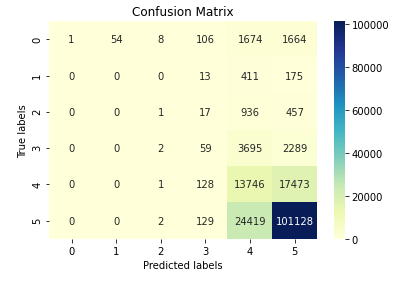 Confusion Matrix
0 1 54 8 106 1674 1664
1 0 0 0 13 411 175
2 0 0 1 17 936 457
3 0 0 2 59 3695 2289
4 0 0 1 128 13746 17473
5 0 0 2 129 24419 101128
0 1 2 3 4 5
Predicted labels
True labels
100000
80000
60000
40000
20000
0